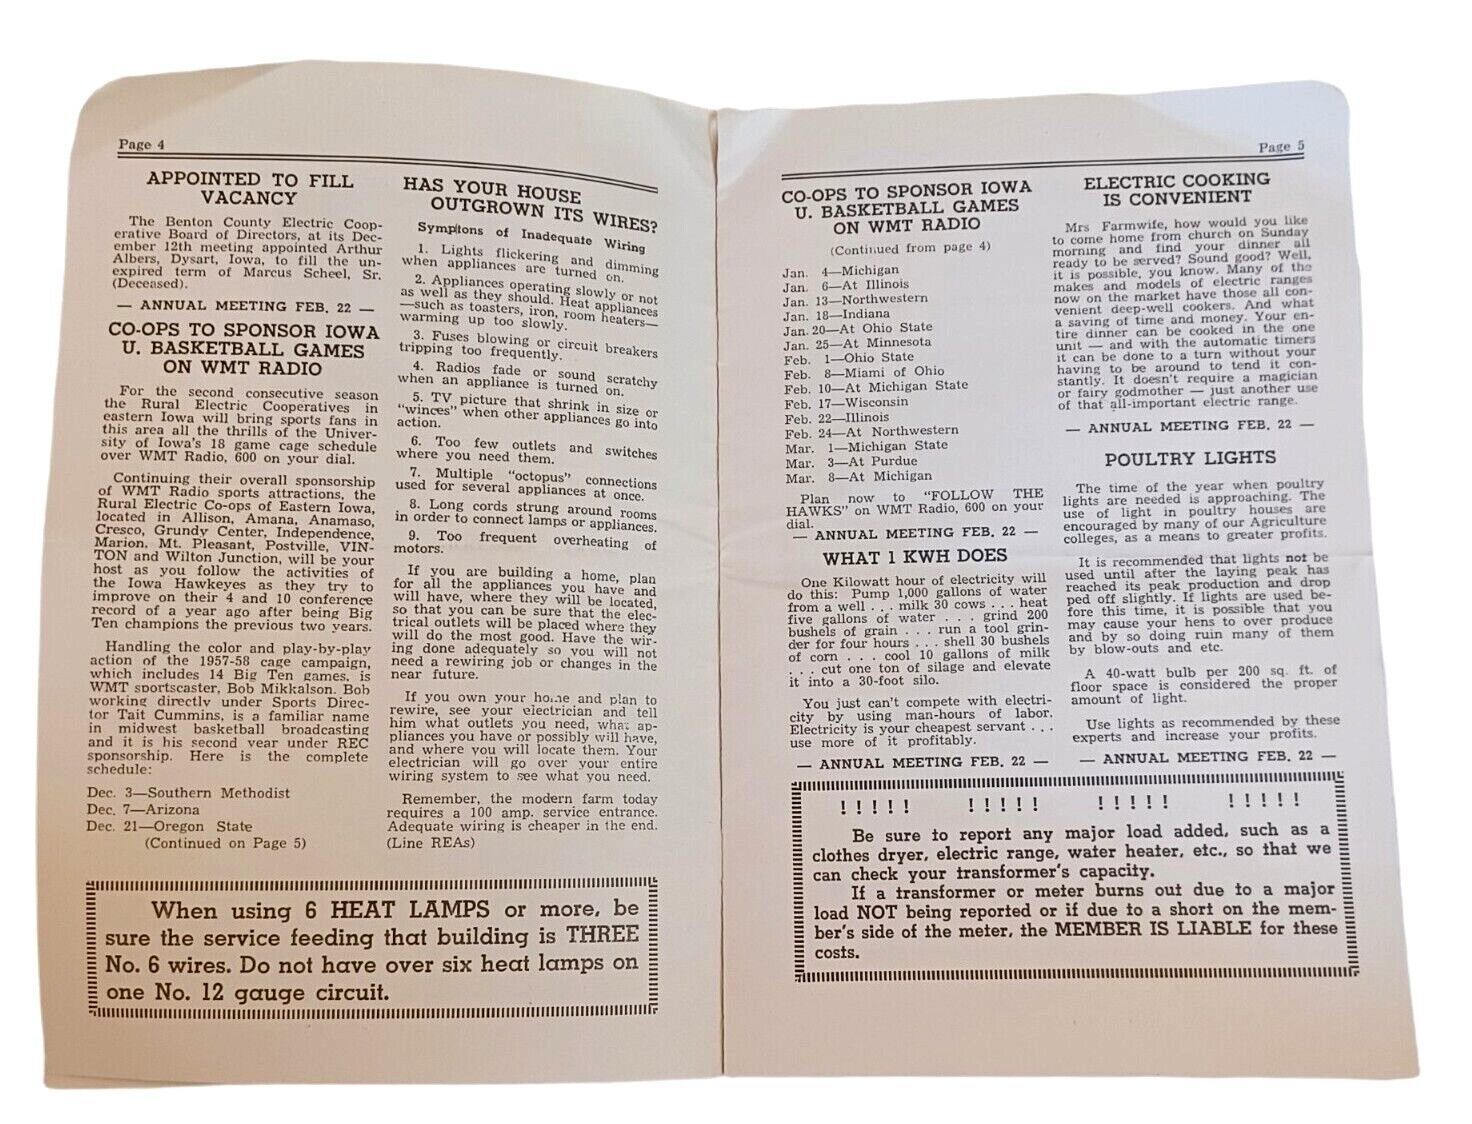 Page 4
APPOINTED TO FILL
VACANCY
The Benton County Electric Coop-
erative Board of Directors, at its Dec-
ember 12th meeting appointed Arthur
Albers, Dysart, Iowa, to fill the un-
expired term of Marcus Scheel, Sr.
(Deceased).
— ANNUAL MEETING FEB. 22 —
CO-OPS TO SPONSOR IOWA
U. BASKETBALL GAMES
ON WMT RADIO
For the second consecutive season
the Rural Electric Cooperatives in
eastern Iowa will bring sports fans in
this area all the thrills of the Univer-
sity of Iowa's 18 game cage schedule
over WMT Radio, 600 on your dial.
Continuing their overall sponsorship
of WMT Radio sports attractions, the
Rural Electric Co-ops of Eastern Iowa,
located in Allison, Amana, Anamaso,
Cresco, Grundy Center, Independence,
Marion, Mt. Pleasant, Postville, VIN-
TON and Wilton Junction, will be your
host as you follow the activities of
the Iowa Hawkeyes as they try to
improve on their 4 and 10 conference
record of a year ago after being Big
Ten champions the previous two years.
Handling the color and play-by-play
action of the 1957-58 cage campaign,
which includes 14 Big Ten games, is
WMT sportscaster, Bob Mikkalson. Bob
working directly under Sports Direc-
tor Tait Cummins, is a familiar name
in midwest basketball broadcasting
and it is his second year under REC
sponsorship. Here is the complete
schedule:
Dec. 3—Southern Methodist
Dec. 7—Arizona
Dec. 21—Oregon State
(Continued on Page 5)
HAS YOUR HOUSE
OUTGROWN ITS WIRES?
Sympitons of Inadequate Wiring
1. Lights flickering and dimming
when appliances are turned on.
2. Appliances operating slowly or not
as well as they should. Heat appliances
—such as toasters, iron, room heaters—
warming up too slowly.
3. Fuses blowing or circuit breakers
tripping too frequently.
4. Radios fade or sound scratchy
when an appliance is turned on.
5. TV picture that shrink in size or
"winces" when other appliances go into
action.
6. Too few outlets and switches
where you need them.
7. Multiple "octopus" connections
used for several appliances at once.
8. Long cords strung around rooms
in order to connect lamps or appliances.
9. Too frequent overheating of
motors.
If you are building a home, plan
for all the appliances you have and
will have, where they will be located,
so that you can be sure that the elec-
trical outlets will be placed where they
will do the most good. Have the wir-
ing done adequately so you will not
need a rewiring job or changes in the
near future.
If you own your home and plan to
rewire, see your electrician and tell
him what outlets you need, what ap-
pliances you have or possibly will have,
and where you will locate them. Your
electrician will go over your entire
wiring system to see what you need.
Remember, the modern farm today
requires a 100 amp. service entrance.
Adequate wiring is cheaper in the end.
(Line REAs)
When using 6 HEAT LAMPS or more, be
sure the service feeding that building is THREE
No. 6 wires. Do not have over six heat lamps on
one No. 12 gauge circuit.
Page 5
CO-OPS TO SPONSOR IOWA
U. BASKETBALL GAMES
ON WMT RADIO
(Continued from page 4)
Jan. 4—Michigan
Jan. 6—At Illinois
Jan. 13—Northwestern
Jan. 18—Indiana
Jan. 20—At Ohio State
Jan. 25—At Minnesota
Feb. 1—Ohio State
Feb. 8—Miami of Ohio
Feb. 10—At Michigan State
Feb. 17—Wisconsin
Feb. 22—Illinois
Feb. 24—At Northwestern
Mar. 1—Michigan State
Mar. 3—At Purdue
Mar. 8—At Michigan
Plan now to "FOLLOW THE
HAWKS" on WMT Radio, 600 on your
dial.
— ANNUAL MEETING FEB. 22 —
WHAT 1 KWH DOES
One Kilowatt hour of electricity will
do this: Pump 1,000 gallons of water
from a well . . . milk 30 cows . . . heat
five gallons of water . . . grind 200
bushels of grain . . . run a tool grin-
der for four hours . . . shell 30 bushels
of corn . . . cool 10 gallons of milk
. . . cut one ton of silage and elevate
it into a 30-foot silo.
You just can't compete with electri-
city by using man-hours of labor.
Electricity is your cheapest servant . . .
use more of it profitably.
— ANNUAL MEETING FEB. 22 —
ELECTRIC COOKING
IS CONVENIENT
Mrs Farmwife, how would you like
to come home from church on Sunday
morning and find your dinner all
ready to be served? Sound good? Well,
it is possible, you know. Many of the
makes and models of electric ranges
now on the market have those all con-
venient deep-well cookers. And what
a saving of time and money. Your en-
tire dinner can be cooked in the one
unit — and with the automatic timers
it can be done to a turn without your
having to be around to tend it con-
stantly. It doesn't require a magician
or fairy godmother — just another use
of that all-important electric range.
— ANNUAL MEETING FEB. 22 —
POULTRY LIGHTS
The time of the year when poultry
lights are needed is approaching. The
use of light in poultry houses are
encouraged by many of our Agriculture
colleges, as a means to greater profits.
It is recommended that lights not be
used until after the laying peak has
reached its peak production and drop
ped off slightly. If lights are used be-
fore this time, it is possible that you
may cause your hens to over produce
and by so doing ruin many of them
by blow-outs and etc.
A 40-watt bulb per 200 sq. ft. of
floor space is considered the proper
amount of light.
Use lights as recommended by these
experts and increase your profits.
— ANNUAL MEETING FEB. 22 —
! ! ! ! ! ! ! ! ! ! ! ! ! ! ! ! ! ! ! !
Be sure to report any major load added, such as a
clothes dryer, electric range, water heater, etc., so that we
can check your transformer's capacity.
If a transformer or meter burns out due to a major
load NOT being reported or if due to a short on the mem-
ber's side of the meter, the MEMBER IS LIABLE for these
costs.